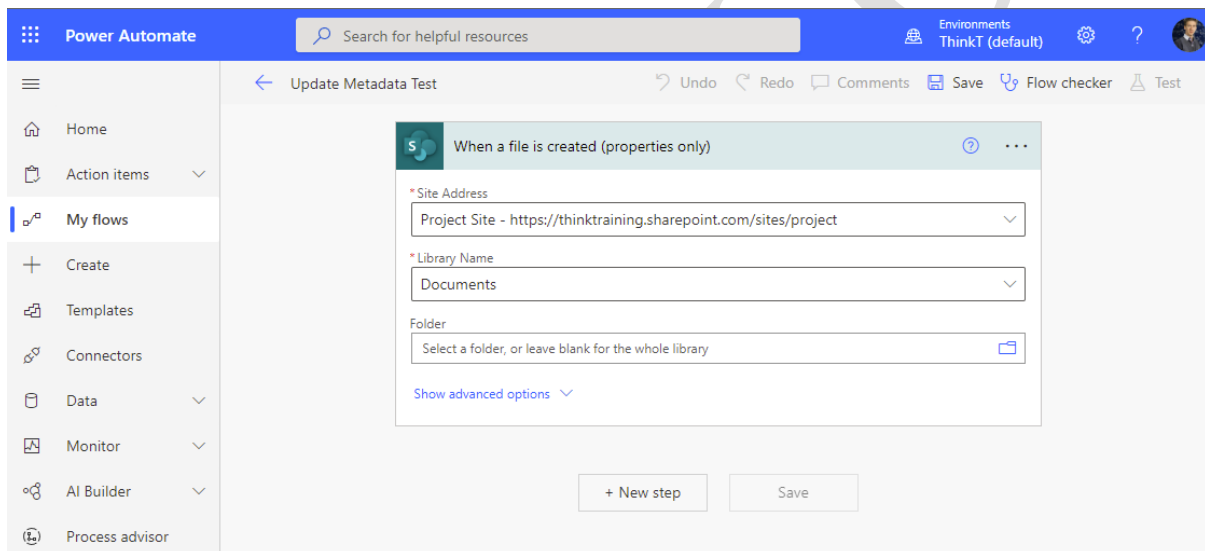 Power Automate
Search for helpful resources
Environments
ThinkT (default)
?
Update Metadata Test
Undo Redo Comments Save Flow checker Test
Home
Action items
My flows
Create
Templates
Connectors
Data
Monitor
AI Builder
Process advisor
S When a file is created (properties only) ? ...
* Site Address
Project Site - https://thinktraining.sharepoint.com/sites/project
* Library Name
Documents
Folder
Select a folder, or leave blank for the whole library
Show advanced options
+ New step Save